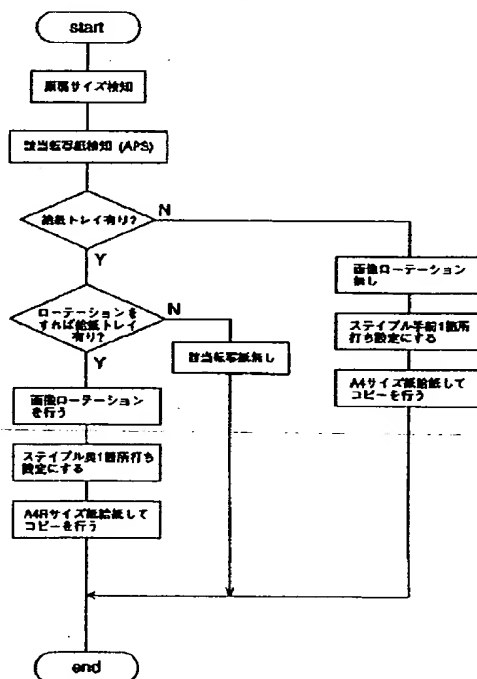 start
原稿サイズ検知
該当転写紙検知 (APS)
給紙トレイ有り?
N
Y
ローテーションを
すれば給紙トレイ
有り?
N
Y
該当転写紙無し
画像ローテーション
を行う
ステイプル奥1箇所打ち
設定にする
A4Rサイズ紙給紙して
コピーを行う
画像ローテーション
無し
ステイプル手前1箇所
打ち設定にする
A4サイズ紙給紙して
コピーを行う
end